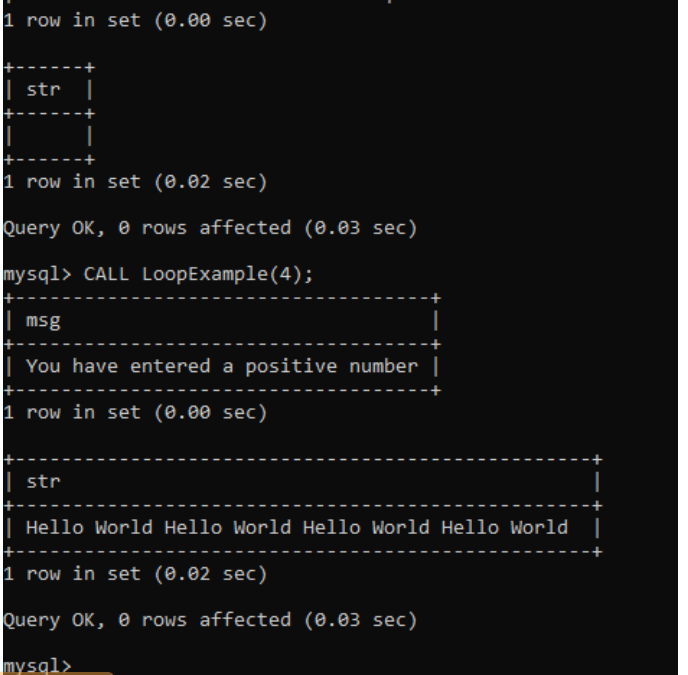 1 row in set (0.00 sec)
+------+
| str  |
+------+
|      |
+------+
1 row in set (0.02 sec)
Query OK, 0 rows affected (0.03 sec)
mysql> CALL LoopExample(4);
+------------------------------------+
| msg                                |
+------------------------------------+
| You have entered a positive number |
+------------------------------------+
1 row in set (0.00 sec)
+--------------------------------------------------+
| str                                              |
+--------------------------------------------------+
| Hello World Hello World Hello World Hello World  |
+--------------------------------------------------+
1 row in set (0.02 sec)
Query OK, 0 rows affected (0.03 sec)
mysql>